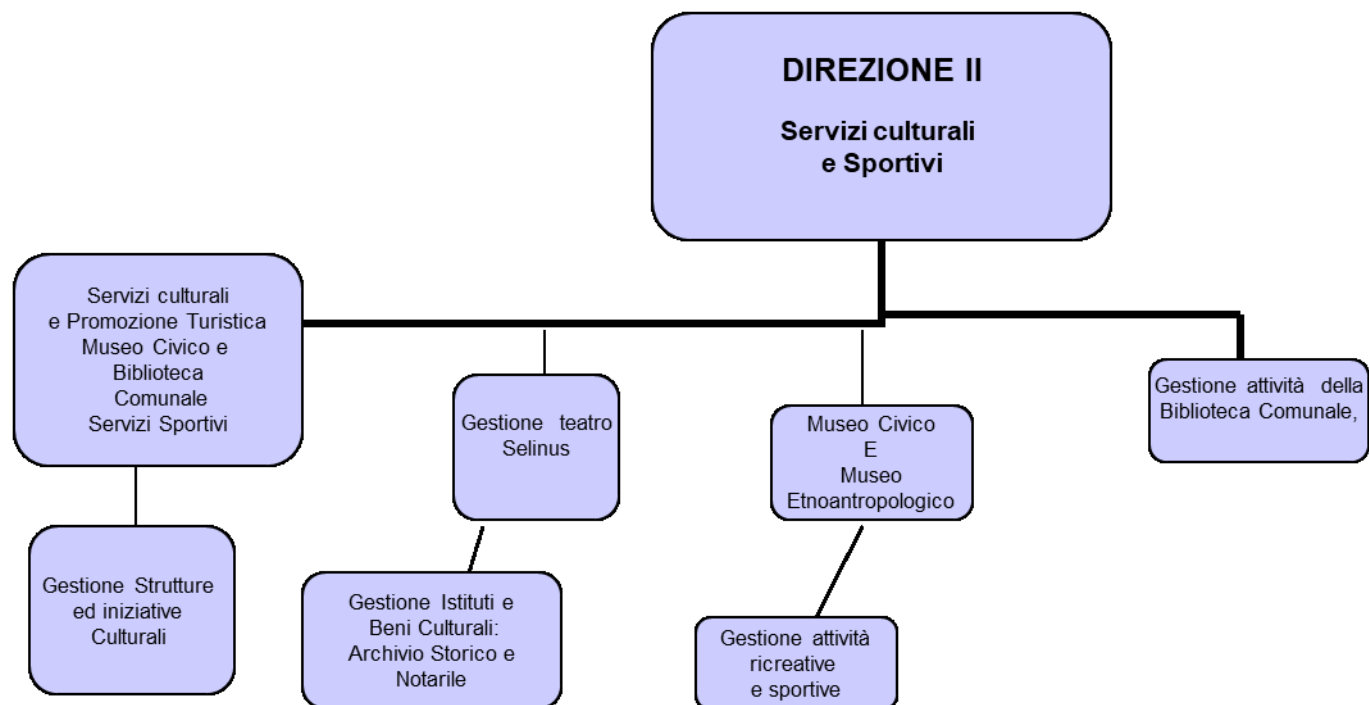 DIREZIONE II
Servizi culturali
e Sportivi
Servizi culturali
e Promozione Turistica
Museo Civico e
Biblioteca
Comunale
Servizi Sportivi
Gestione teatro
Selinus
Museo Civico
E
Museo
Etnoantropologico
Gestione attività della
Biblioteca Comunale,
Gestione Strutture
ed iniziative
Culturali
Gestione Istituti e
Beni Culturali:
Archivio Storico e
Notarile
Gestione attività
ricreative
e sportive